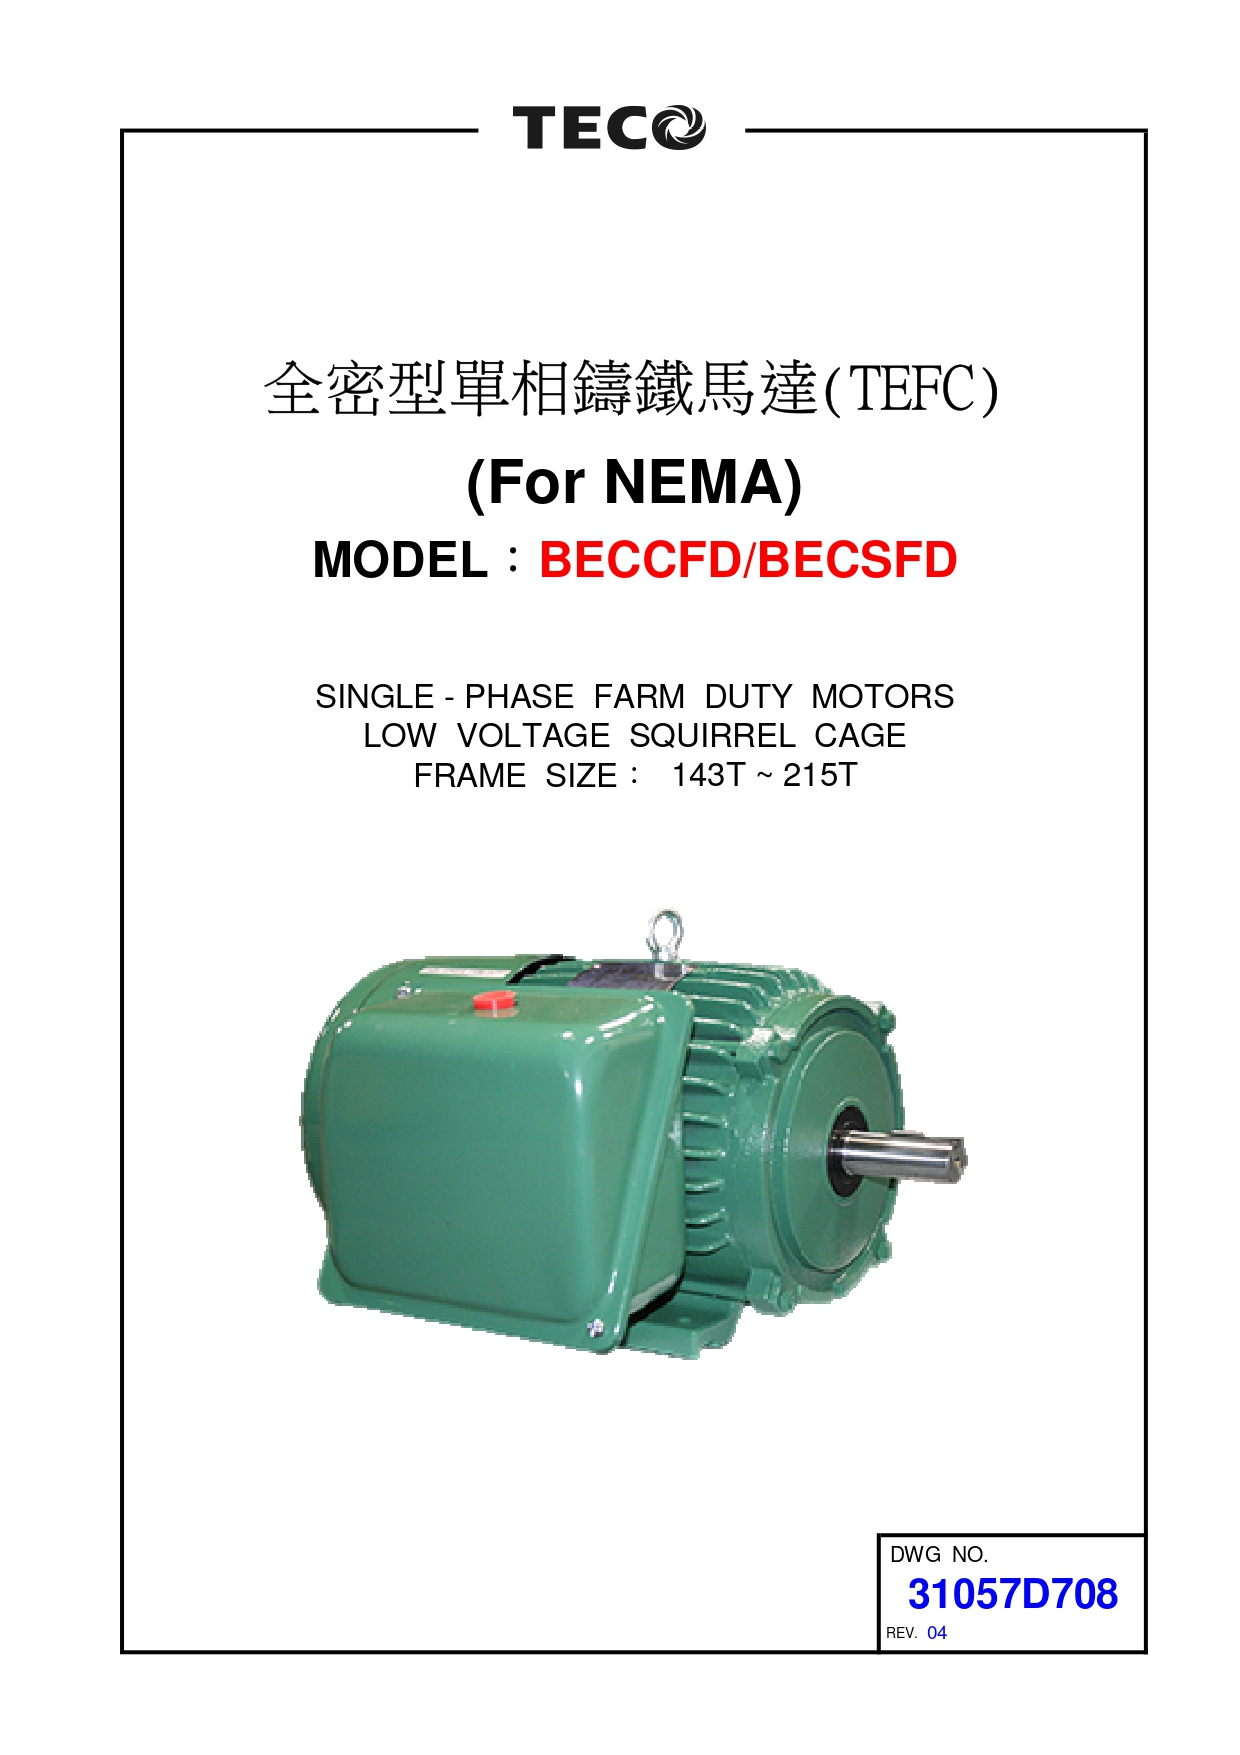 TECO
全密型單相鑄鐵馬達(TEFC)
(For NEMA)
MODEL：BECCFD/BECSFD
SINGLE - PHASE FARM DUTY MOTORS
LOW VOLTAGE SQUIRREL CAGE
FRAME SIZE： 143T ~ 215T
DWG NO.
31057D708
REV. 04